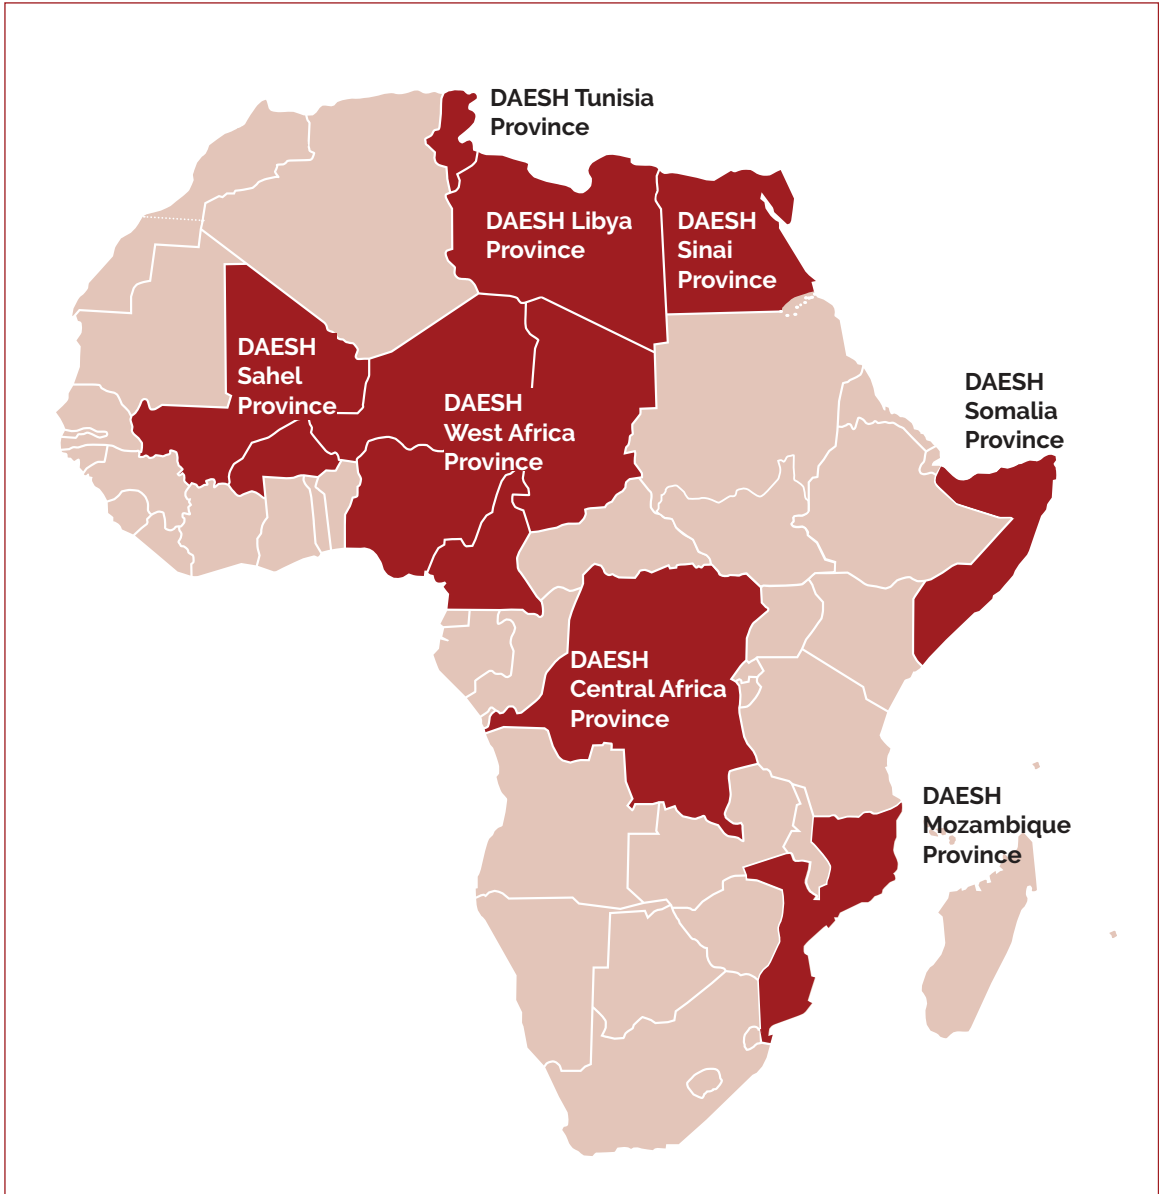 DAESH Tunisia
Province
DAESH Libya
Province
DAESH
Sinai
Province
DAESH
Sahel
Province
DAESH
West Africa
Province
DAESH
Somalia
Province
DAESH
Central Africa
Province
DAESH
Mozambique
Province